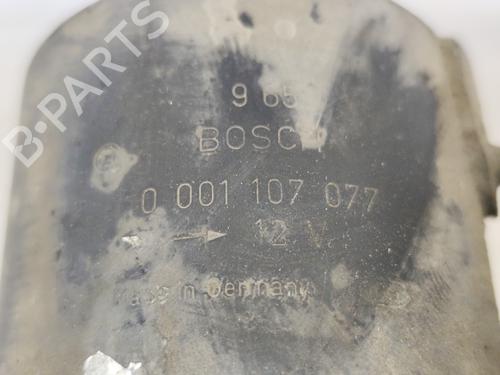 9 65
BOSCH
0 001 107 077
→ 12 V
Made in Germany
B-Parts